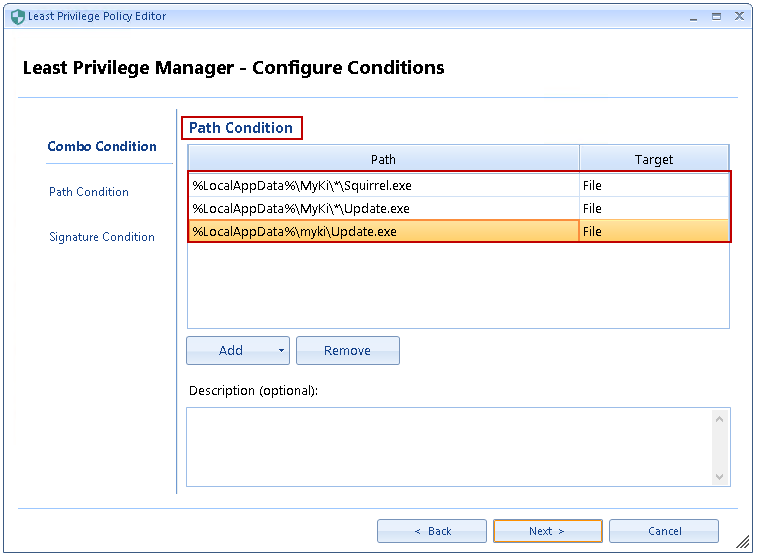 Least Privilege Policy Editor
Least Privilege Manager - Configure Conditions
Combo Condition
Path Condition
Signature Condition
Path Condition
Path Target
%LocalAppData%\MyKi\*\Squirrel.exe File
%LocalAppData%\MyKi\*\Update.exe File
%LocalAppData%\myki\Update.exe File
Add Remove
Description (optional):
< Back Next > Cancel